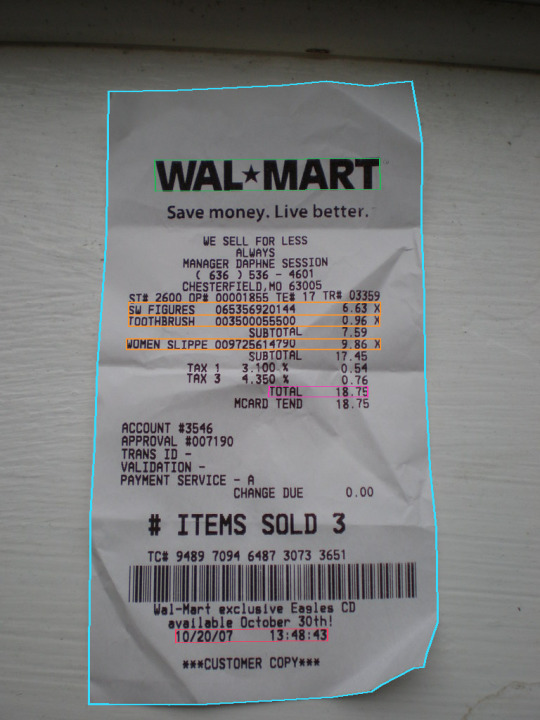 WAL★MART
Save money. Live better.
WE SELL FOR LESS
ALWAYS
MANAGER DAPHNE SESSION
( 636 ) 536 - 4601
CHESTERFIELD,MO 63005
ST# 2600 OP# 00001855 TE# 17 TR# 03359
SW FIGURES 065356920144 6.63 X
TOOTHBRUSH 003500055500 0.96 X
SUBTOTAL 7.59
WOMEN SLIPPE 009725614790 9.86 X
SUBTOTAL 17.45
TAX 1 3.100 % 0.54
TAX 3 4.350 % 0.76
TOTAL 18.75
MCARD TEND 18.75
ACCOUNT #3546
APPROVAL #007190
TRANS ID -
VALIDATION -
PAYMENT SERVICE - A
CHANGE DUE 0.00
# ITEMS SOLD 3
TC# 9489 7094 6487 3073 3651
Wal-Mart exclusive Eagles CD
available October 30th!
10/20/07 13:48:43
***CUSTOMER COPY***